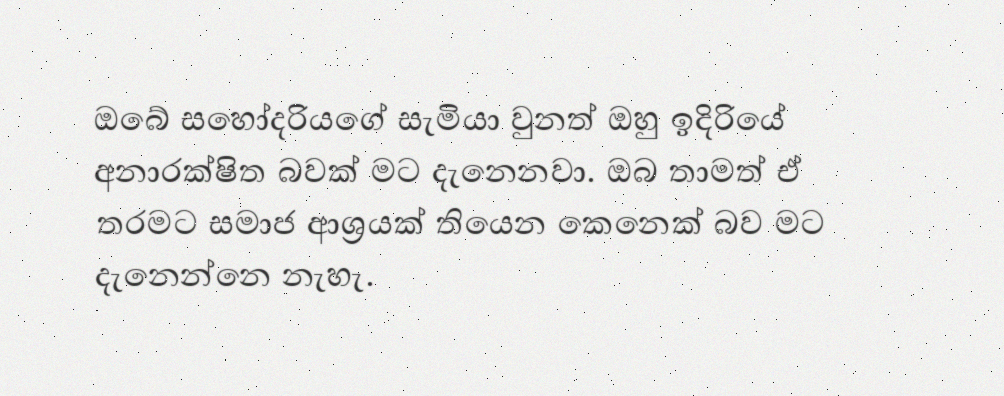 ඔබේ සහෝදරියගේ සැමියා වුනත් ඔහු ඉදිරියේ
අනාරක්ෂිත බවක් මට දැනෙනවා. ඔබ තාමත් ඒ
තරමට සමාජ ආශ්‍රයක් තියෙන කෙනෙක් බව මට
දැනෙන්නෙ නැහැ.